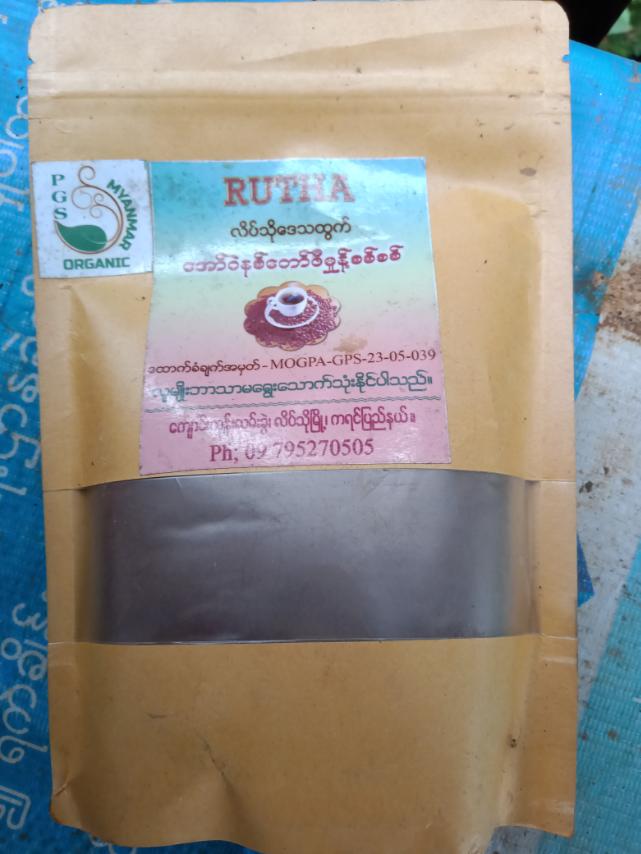 PGS
MYANMAR
ORGANIC
RUTHA
လိပ်သိုဒေသထွက်
အော်ဂဲနစ်ကော်ဖီမှုန့်စစ်စစ်
ထောက်ခံချက်အမှတ် - MOGPA-GPS-23-05-039
လူမျိုးဘာသာမရွေးသောက်သုံးနိုင်ပါသည်။
လိပ်သိုမြို့၊ ကရင်ပြည်နယ်။
Ph; 09 795270505